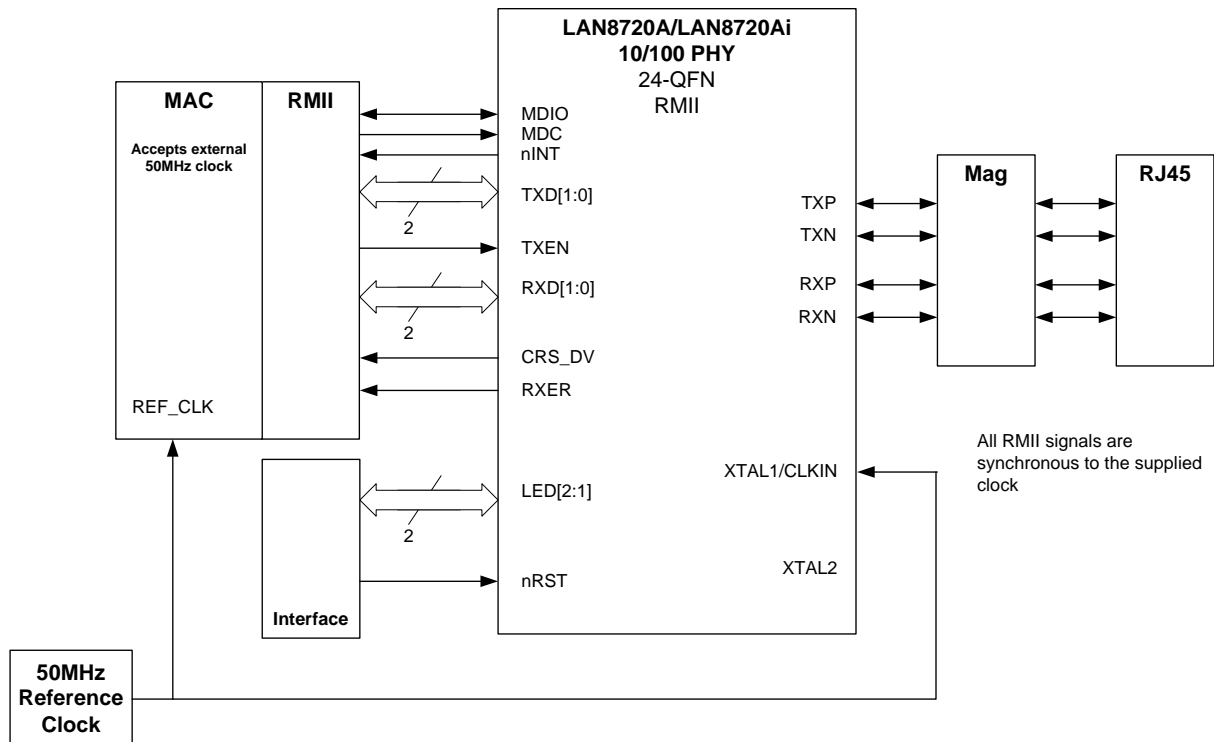 LAN8720A/LAN8720Ai
10/100 PHY
24-QFN
RMII
MAC
RMII
Accepts external
50MHz clock
REF_CLK
MDIO
MDC
nINT
TXD[1:0]
2
TXEN
RXD[1:0]
2
CRS_DV
RXER
LED[2:1]
2
nRST
Interface
TXP
TXN
RXP
RXN
XTAL1/CLKIN
XTAL2
Mag
RJ45
All RMII signals are
synchronous to the supplied
clock
50MHz
Reference
Clock